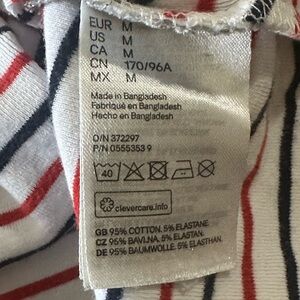 EUR M
US M
CA M
CN 170/96A
MX M
Made in Bangladesh
Fabriqué en Bangladesh
Hecho en Bangladesh
O/N 372297
P/N 0555353 9
40
clevercare.info
GB 95% COTTON, 5% ELASTANE
CZ 95% BAVLNA, 5% ELASTAN
DE 95% BAUMWOLLE, 5% ELASTHAN